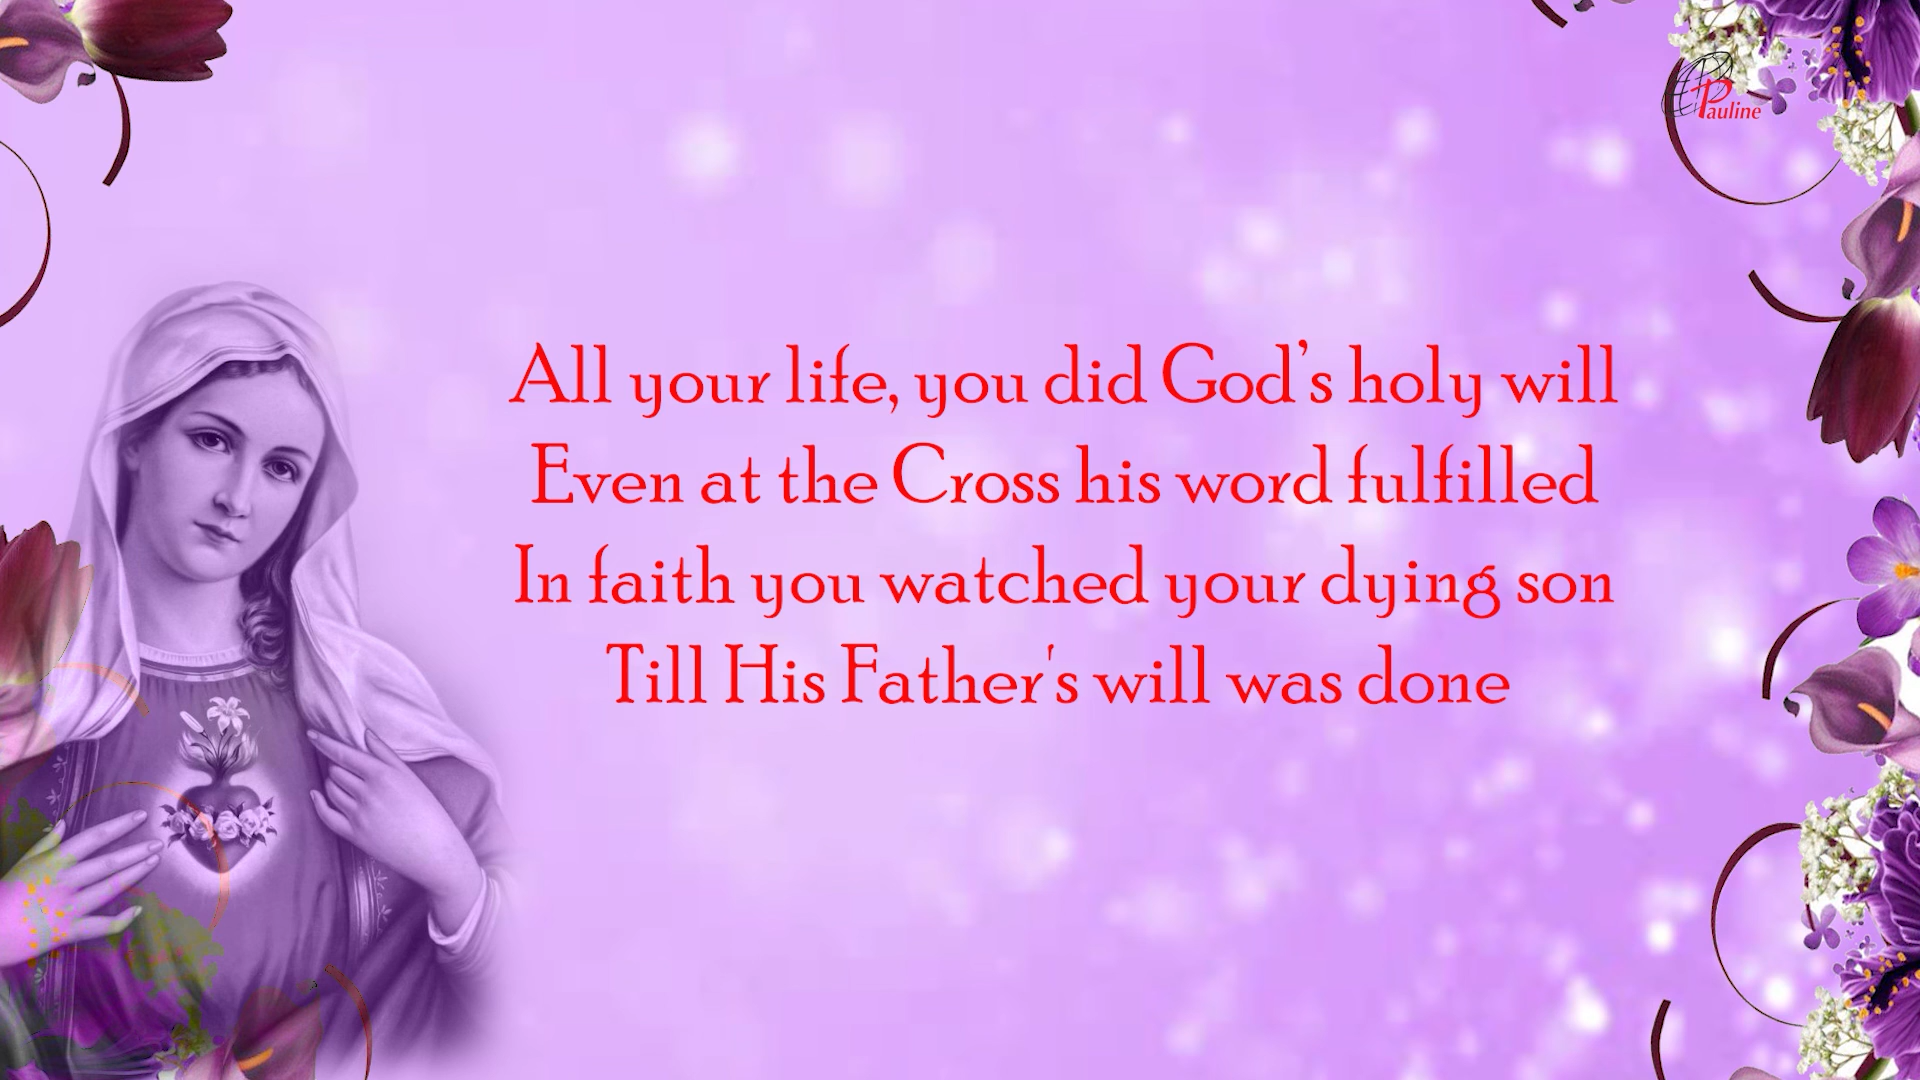 Pauline
All your life, you did God’s holy will
Even at the Cross his word fulfilled
In faith you watched your dying son
Till His Father's will was done